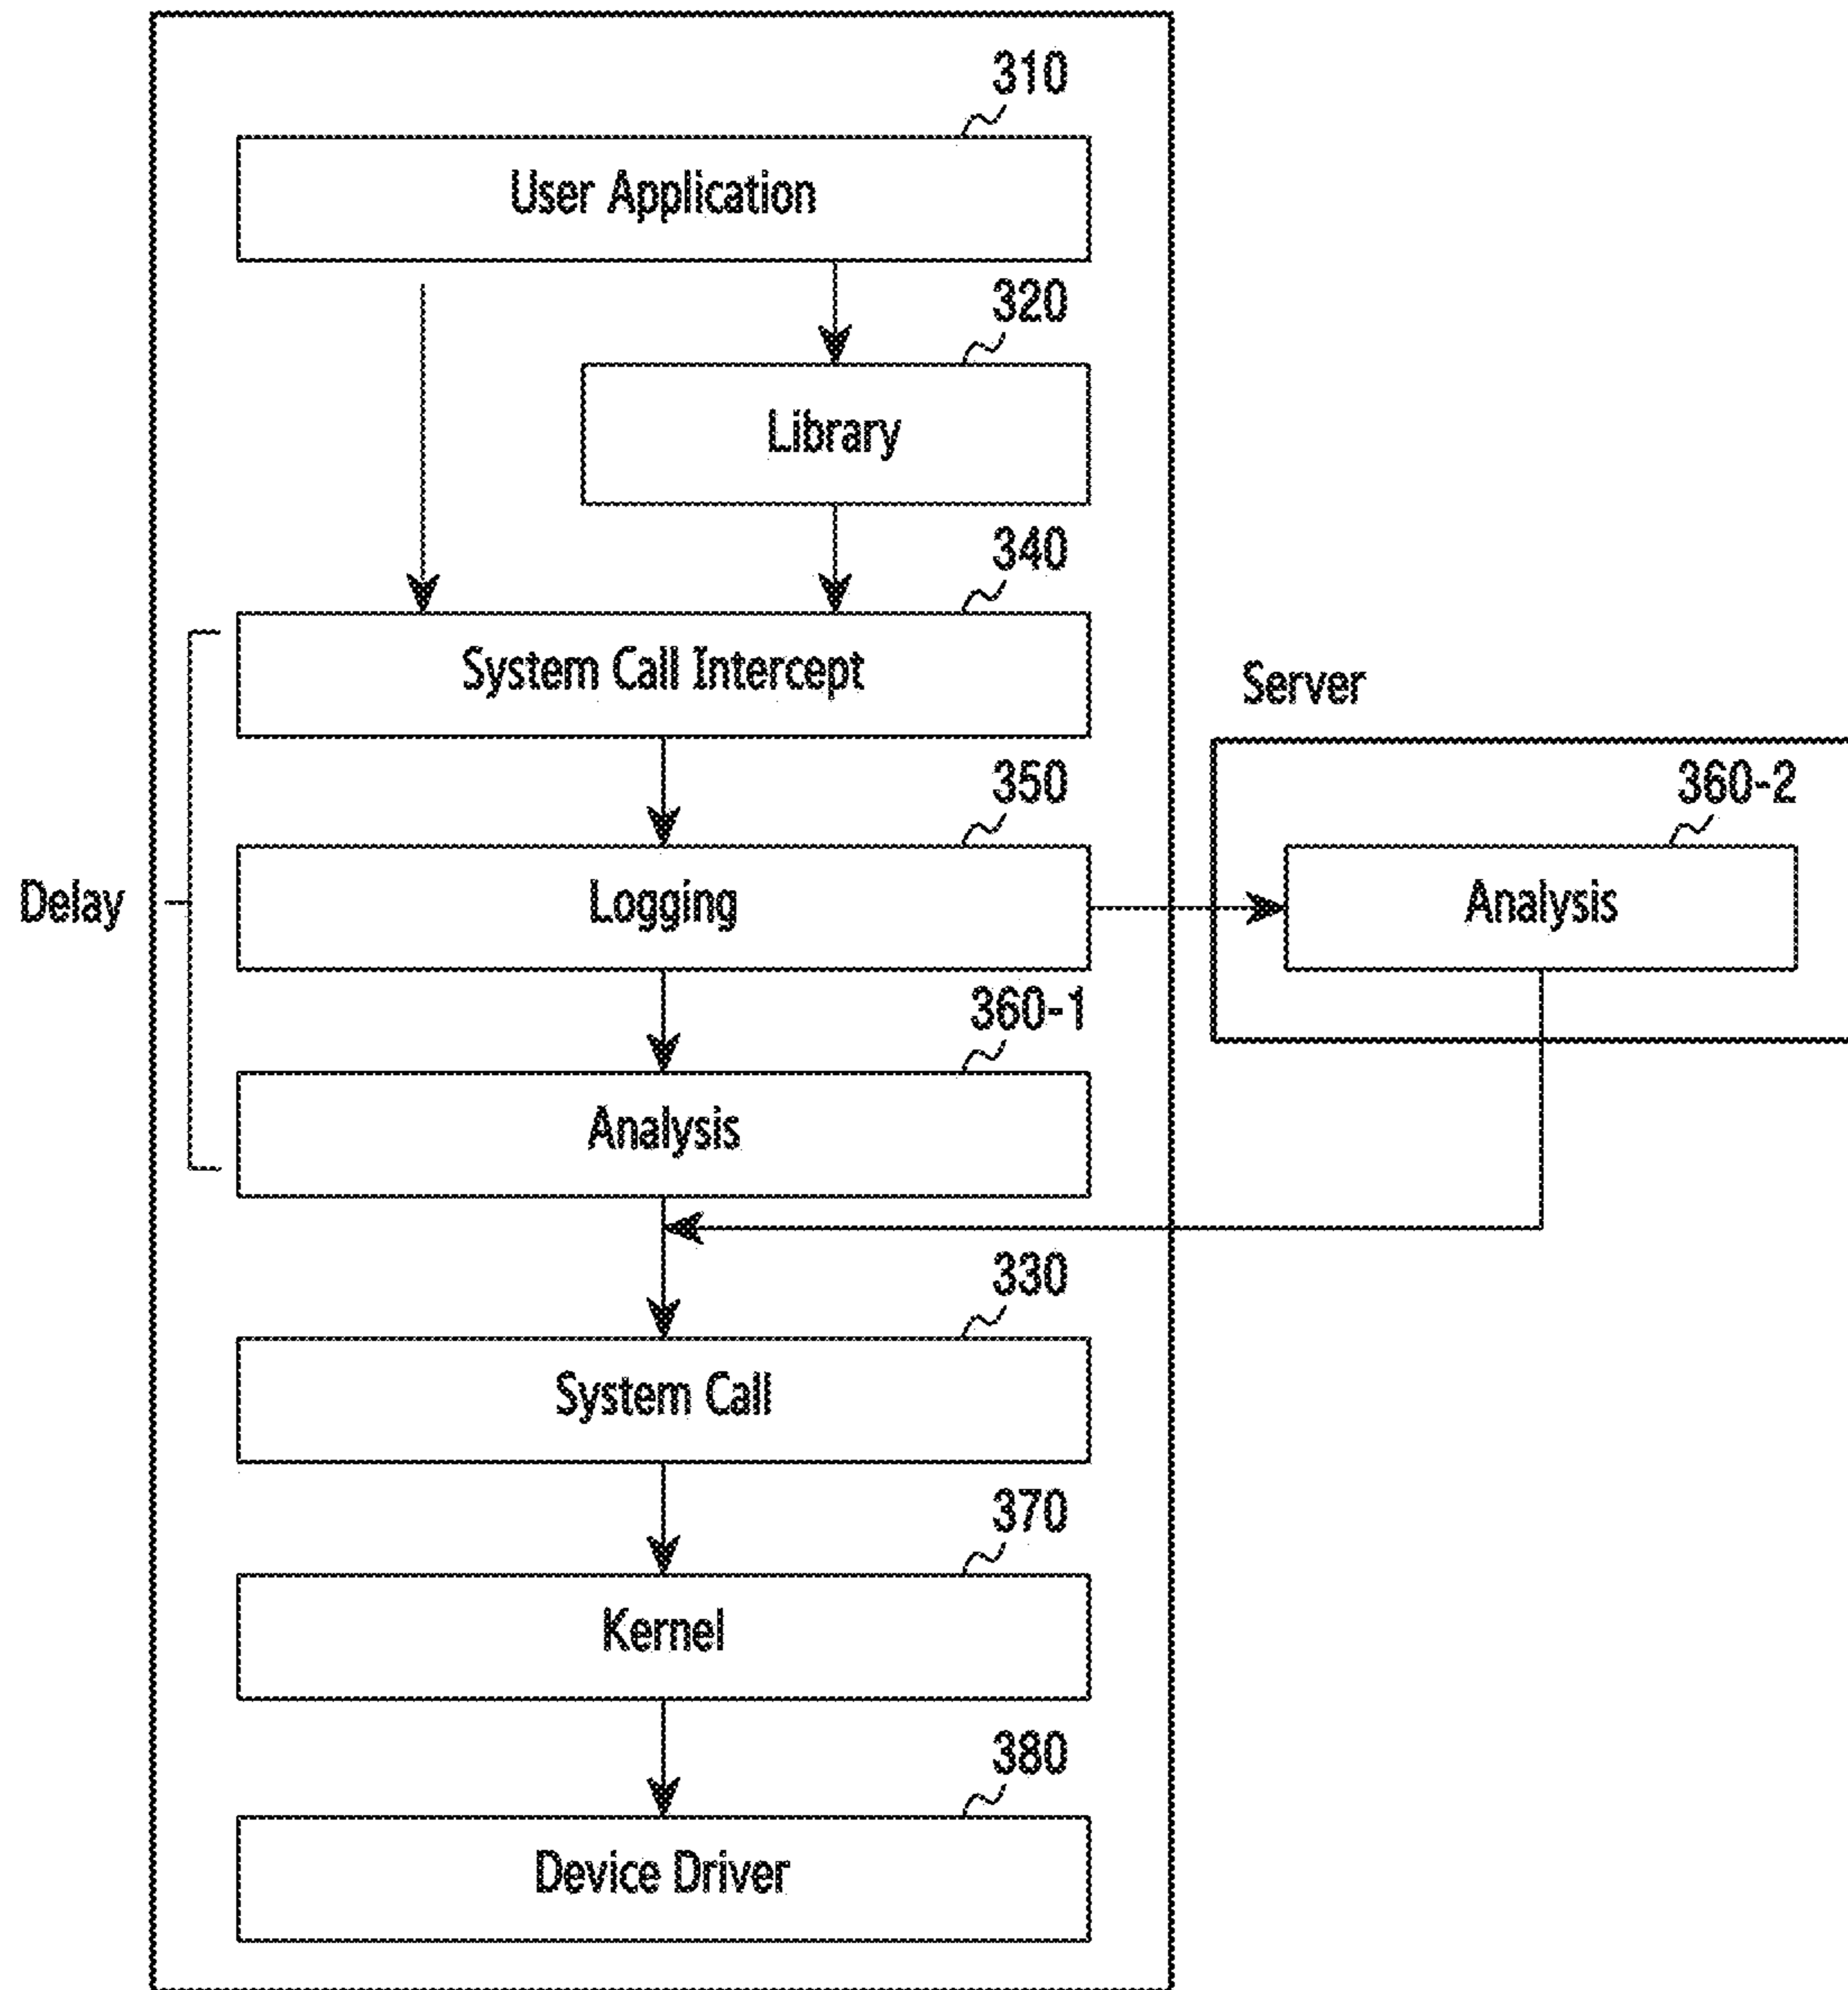 310
User Application
320
Library
340
System Call Intercept
Server
350
360-2
Delay
Logging
Analysis
360-1
Analysis
330
System Call
370
Kernel
380
Device Driver